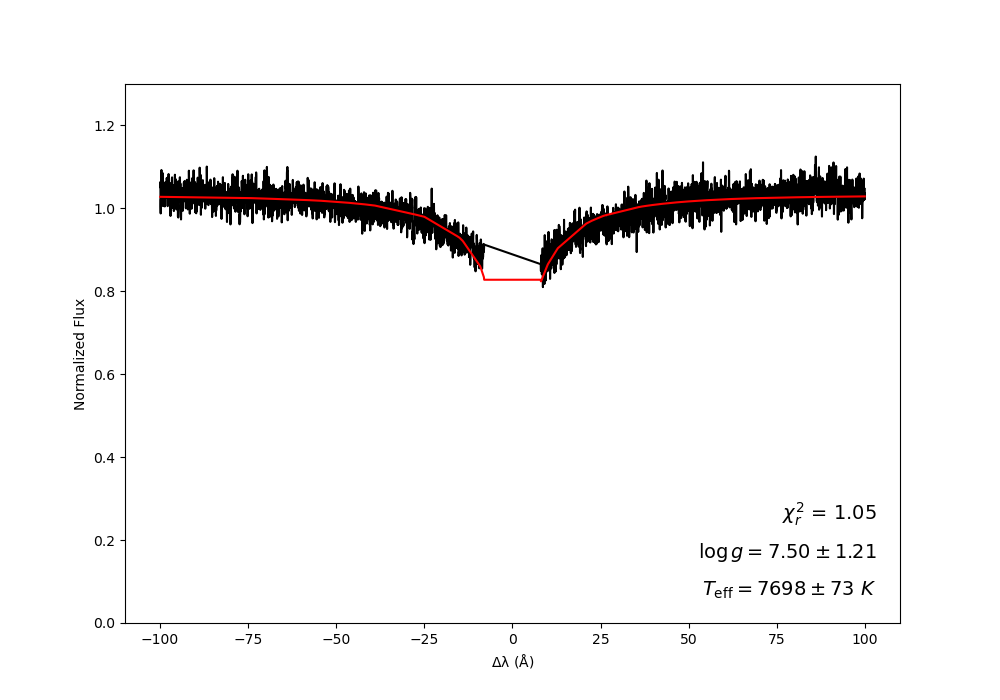 1.2
1.0
0.8
0.6
0.4
0.2
0.0
Normalized Flux
χ²ᵣ = 1.05
log g = 7.50 ± 1.21
T_eff = 7698 ± 73 K
−100 −75 −50 −25 0 25 50 75 100
Δλ (Å)